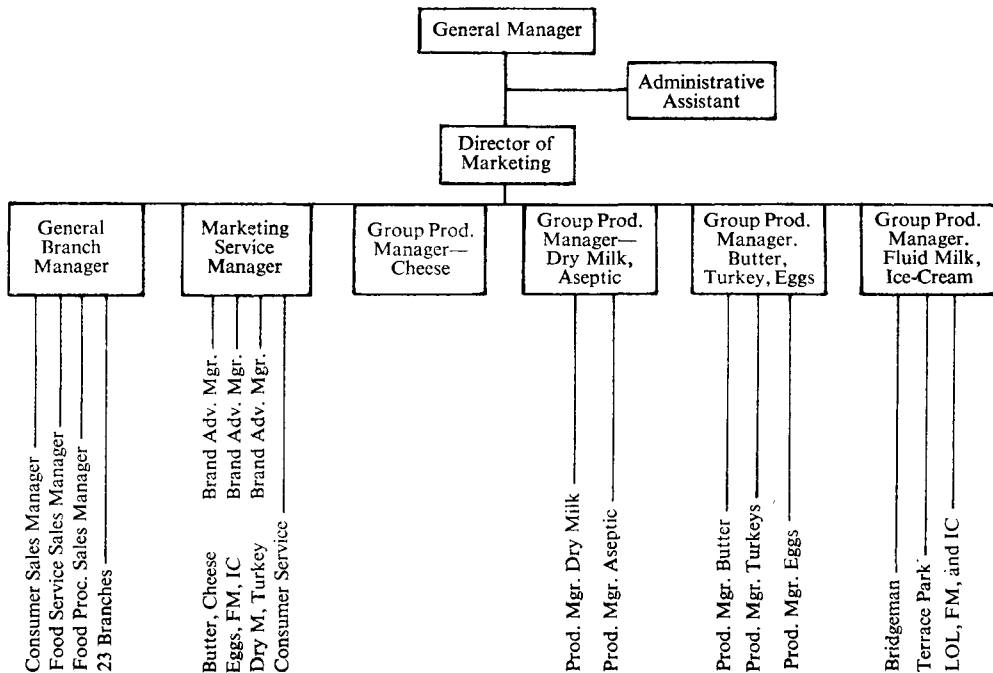 General Manager
Administrative
Assistant
Director of
Marketing
General
Branch
Manager
Marketing
Service
Manager
Group Prod.
Manager—
Cheese
Group Prod.
Manager—
Dry Milk,
Aseptic
Group Prod.
Manager.
Butter,
Turkey, Eggs
Group Prod.
Manager.
Fluid Milk,
Ice-Cream
Consumer Sales Manager
Food Service Sales Manager
Food Proc. Sales Manager
23 Branches
Butter, Cheese Brand Adv. Mgr.
Eggs, FM, IC Brand Adv. Mgr.
Dry M, Turkey Brand Adv. Mgr.
Consumer Service
Prod. Mgr. Dry Milk
Prod. Mgr. Aseptic
Prod. Mgr. Butter
Prod. Mgr. Turkeys
Prod. Mgr. Eggs
Bridgeman
Terrace Park
LOL, FM, and IC